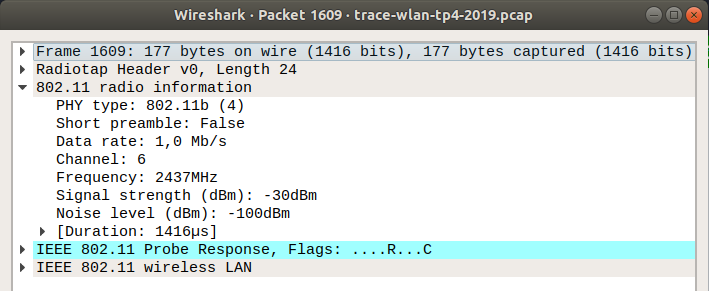 Wireshark · Packet 1609 · trace-wlan-tp4-2019.pcap
Frame 1609: 177 bytes on wire (1416 bits), 177 bytes captured (1416 bits)
Radiotap Header v0, Length 24
802.11 radio information
PHY type: 802.11b (4)
Short preamble: False
Data rate: 1,0 Mb/s
Channel: 6
Frequency: 2437MHz
Signal strength (dBm): -30dBm
Noise level (dBm): -100dBm
[Duration: 1416µs]
IEEE 802.11 Probe Response, Flags: ....R...C
IEEE 802.11 wireless LAN